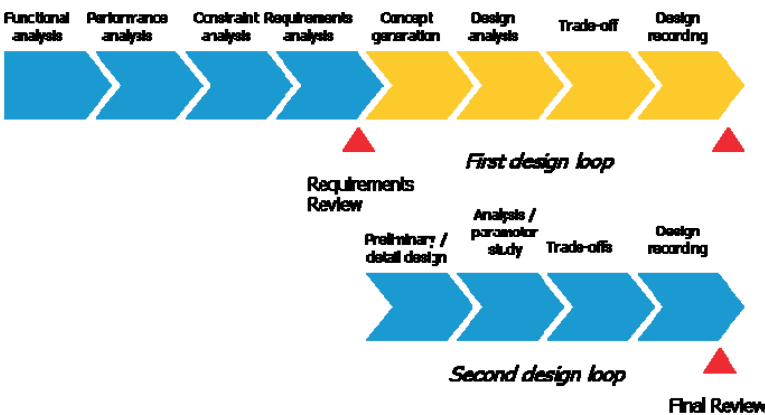 Functional
analysis
Performance
analysis
Constraint
analysis
Requirements
analysis
Concept
generation
Design
analysis
Trade-off
Design
recording
First design loop
Requirements
Review
Preliminary /
detail design
Analysis /
paramotor
study
Trade-offs
Design
recording
Second design loop
Final Review